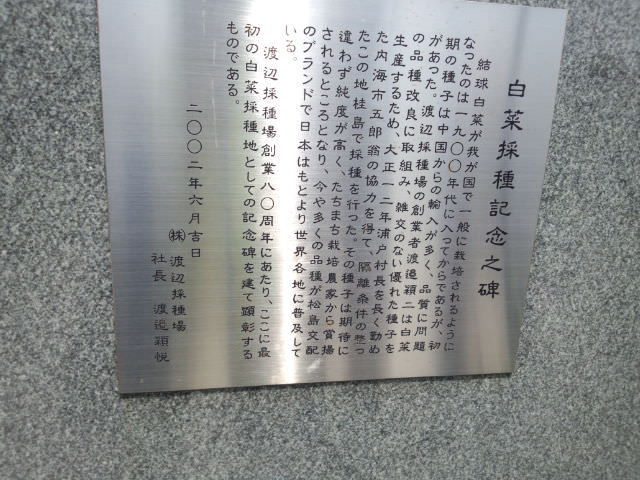 白菜採種記念之碑
結球白菜が我が国で一般に栽培されるように
なったのは一九〇〇年代に入ってからであるが、初
期の種子は中国からの輸入が多く、品質に問題
があった。渡辺採種場の創業者渡邉穎二は白菜
の品種改良に取組み、雑交のない優れた種子を
生産するため、大正一二年浦戸村長を長く勤め
た内海市五郎翁の協力を得て、隔離条件の整っ
たこの地桂島で採種を行った。その種子は期待に
違わず純度が高く、たちまち栽培農家から賞揚
されるところとなり、今や多くの品種が松島交配
のブランドで日本はもとより世界各地に普及して
いる。
渡辺採種場創業八〇周年にあたり、ここに最
初の白菜採種地としての記念碑を建て顕彰する
ものである。
二〇〇二年六月吉日
㈱渡辺採種場
社長 渡邉穎悦